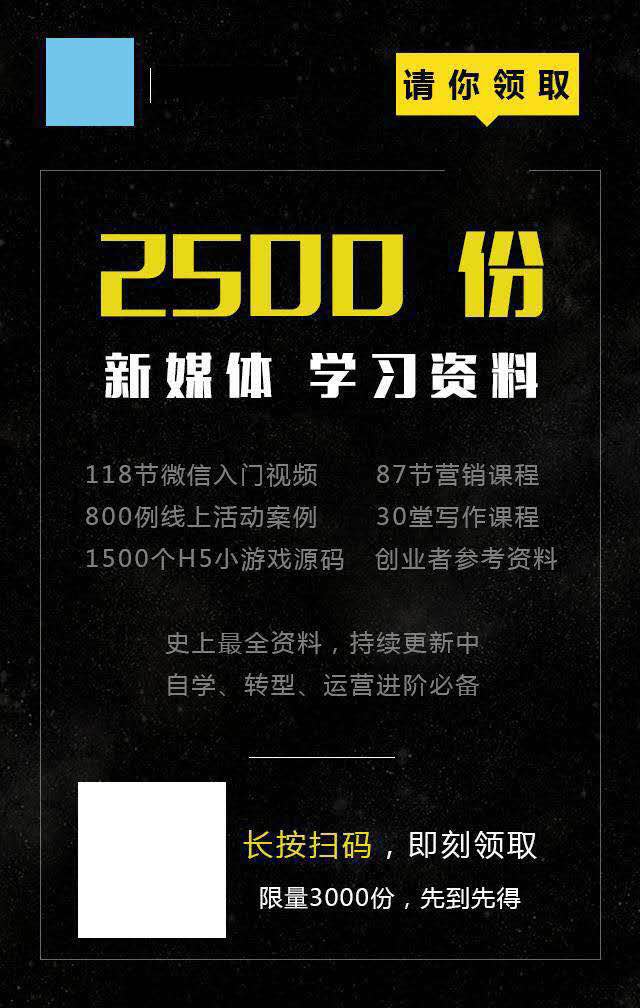 请你领取
2500 份
新媒体 学习资料
118节微信入门视频 87节营销课程
800例线上活动案例 30堂写作课程
1500个H5小游戏源码 创业者参考资料
史上最全资料，持续更新中
自学、转型、运营进阶必备
长按扫码，即刻领取
限量3000份，先到先得